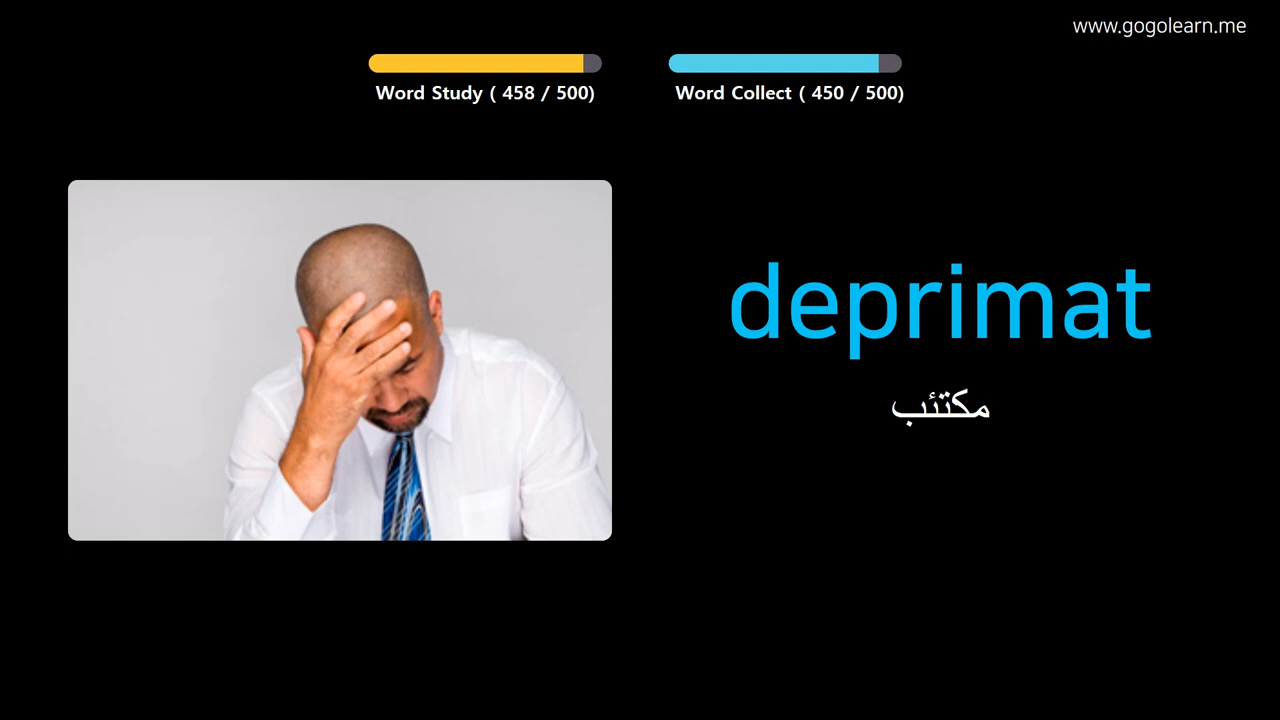 www.gogolearn.me
Word Study ( 458 / 500)
Word Collect ( 450 / 500)
deprimat
مكتئب